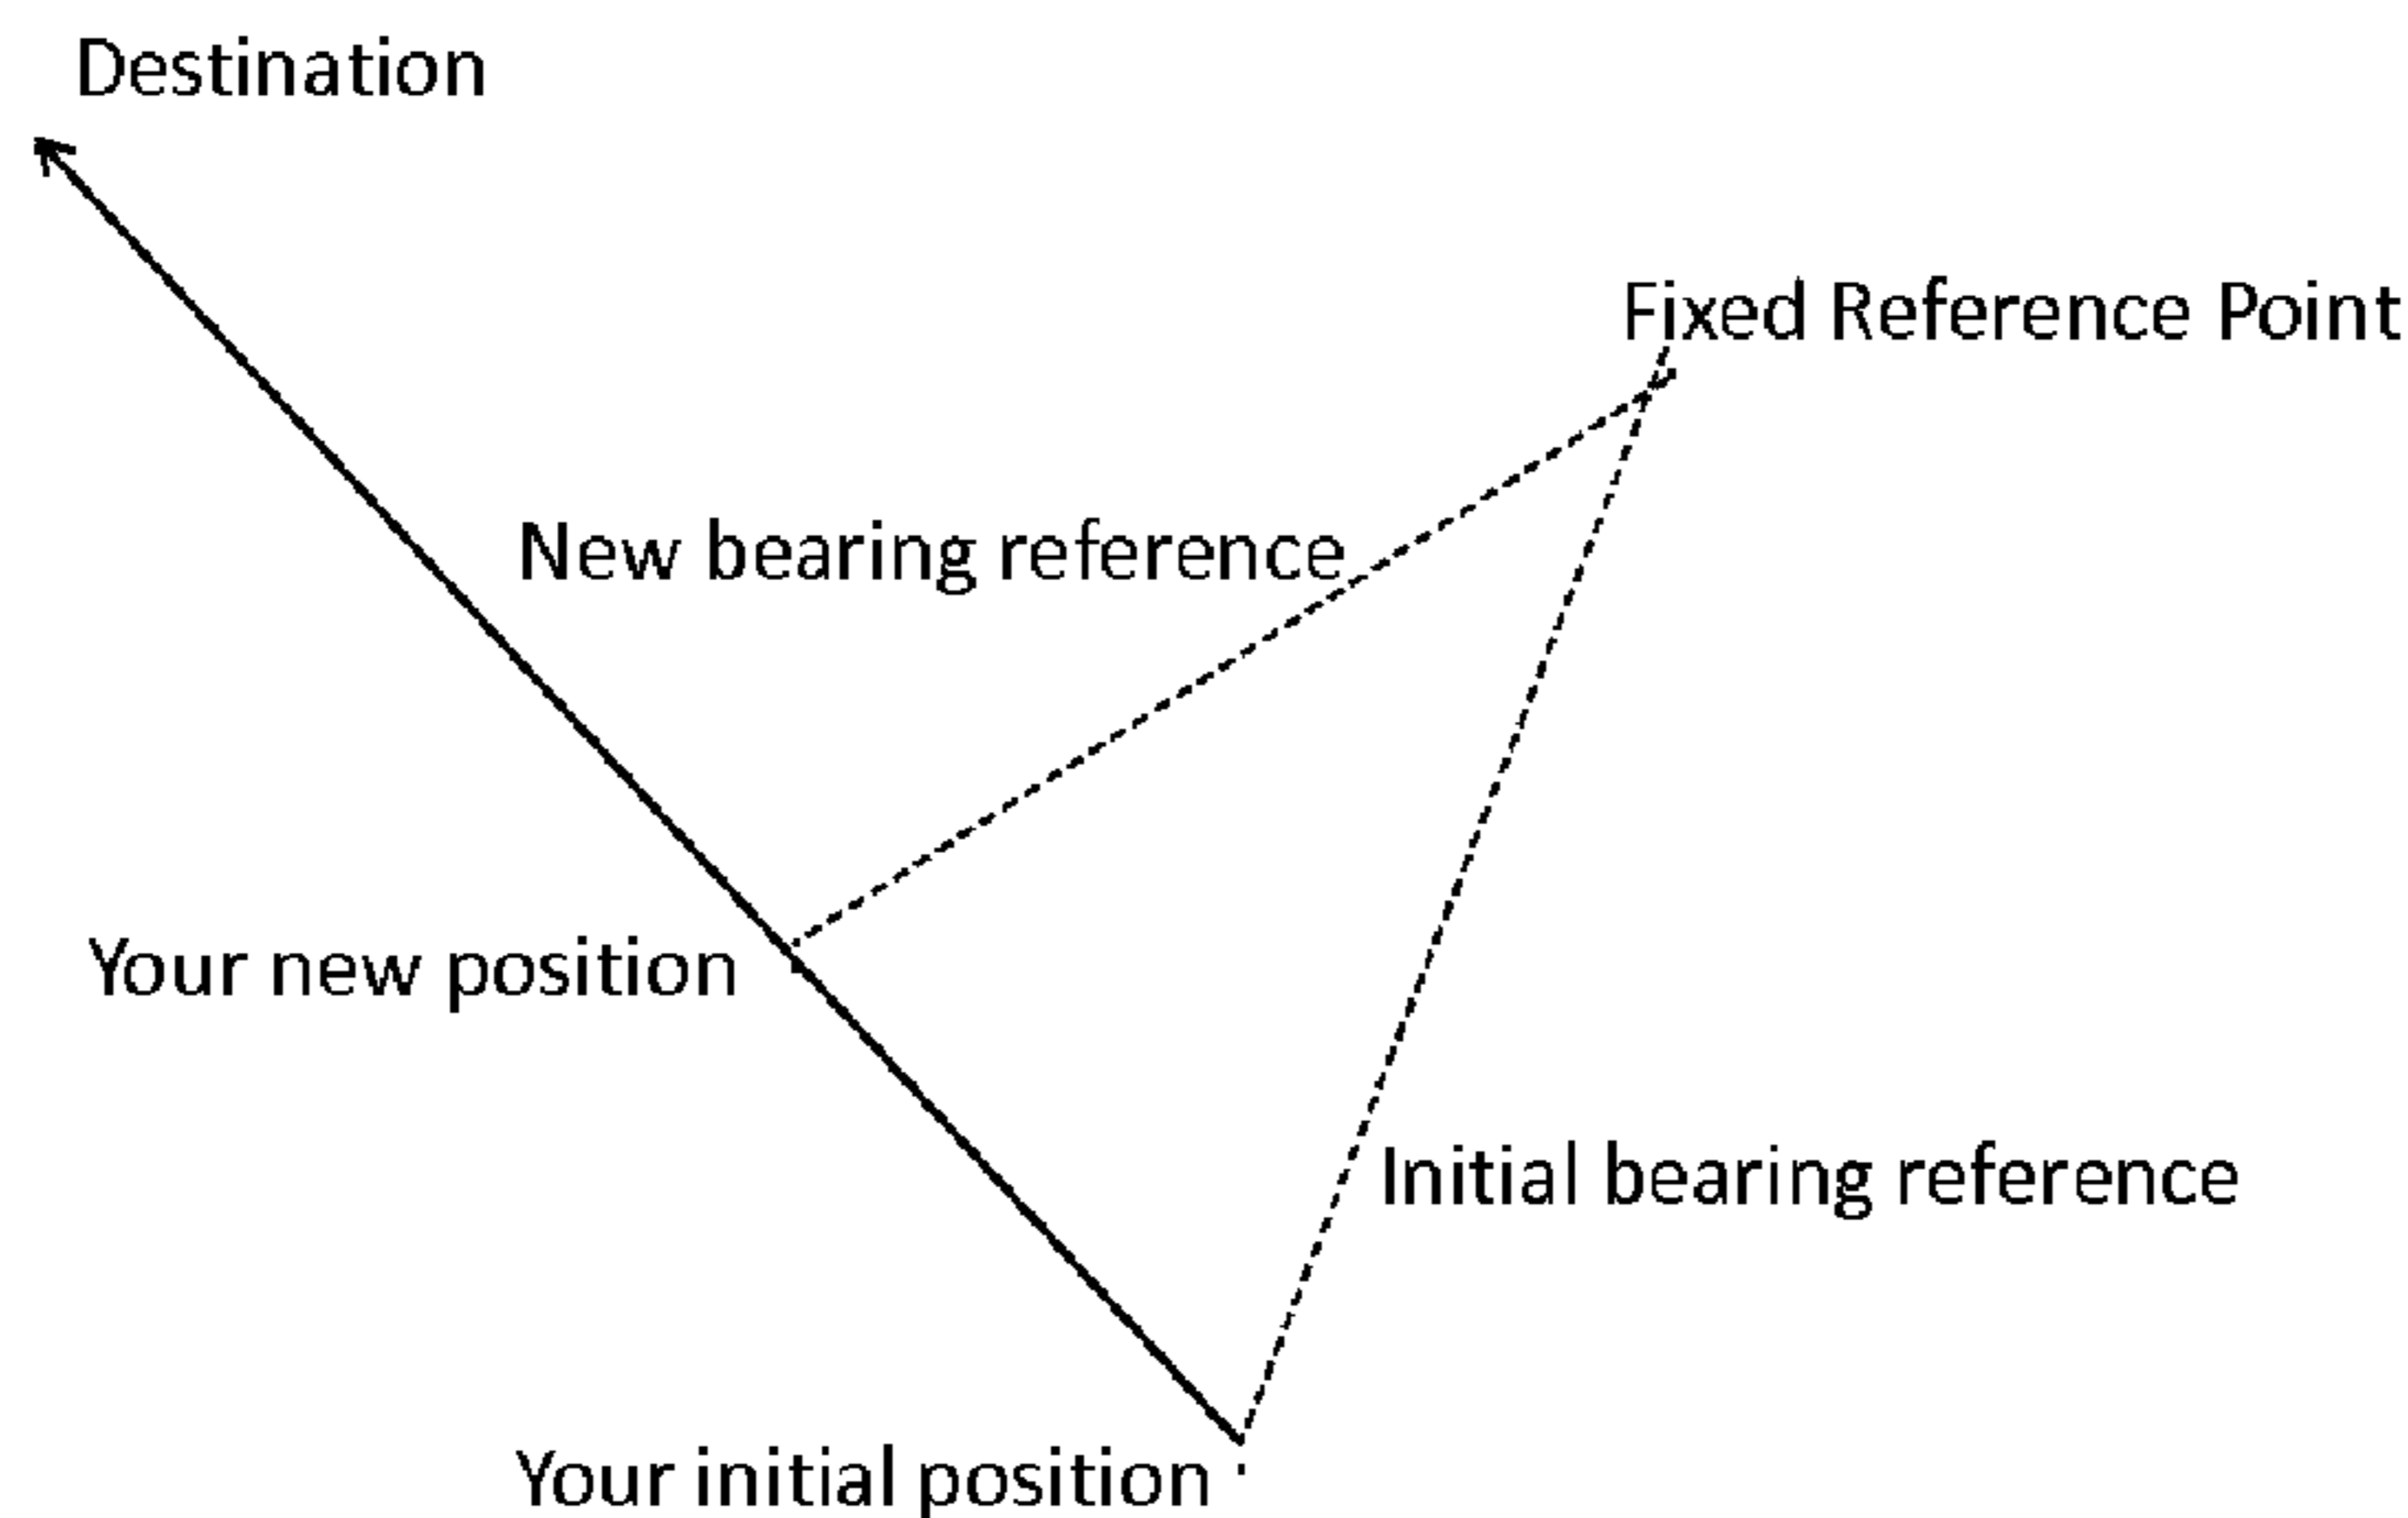 Destination
Fixed Reference Point
New bearing reference
Your new position
Initial bearing reference
Your initial position